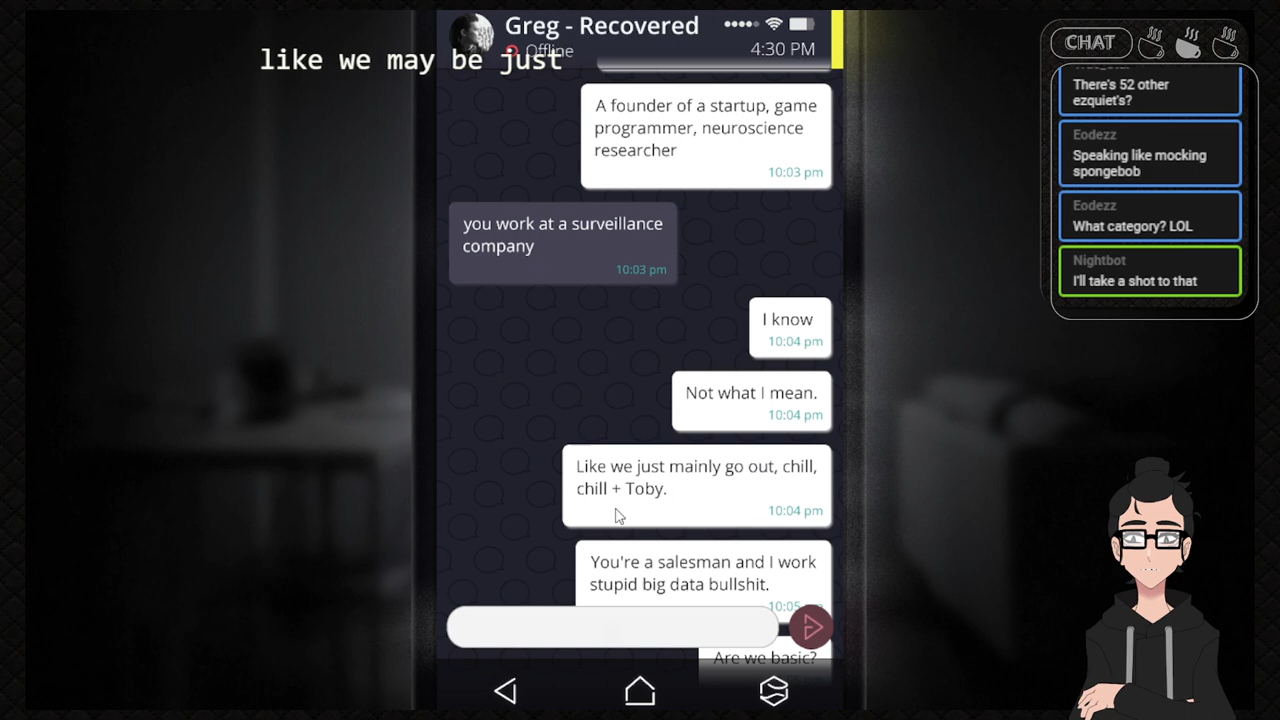 Greg - Recovered
Offline
4:30 PM
like we may be just
A founder of a startup, game
programmer, neuroscience
researcher
10:03 pm
you work at a surveillance
company
10:03 pm
I know
10:04 pm
Not what I mean.
10:04 pm
Like we just mainly go out, chill,
chill + Toby.
10:04 pm
You're a salesman and I work
stupid big data bullshit.
10:05
Are we basic?
CHAT
There's 52 other
ezquiet's?
Eodezz
Speaking like mocking
spongebob
Eodezz
What category? LOL
Nightbot
I'll take a shot to that